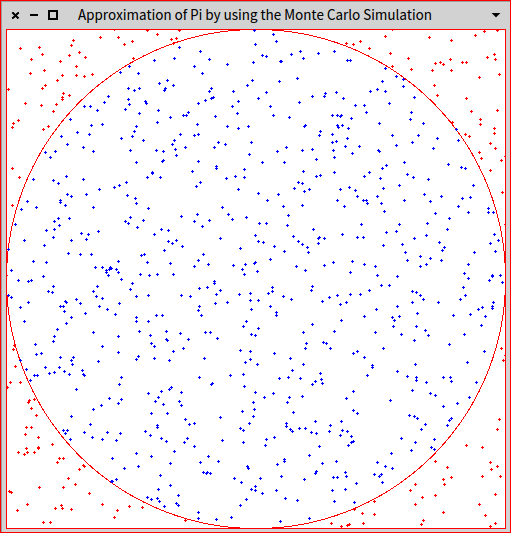 Approximation of Pi by using the Monte Carlo Simulation